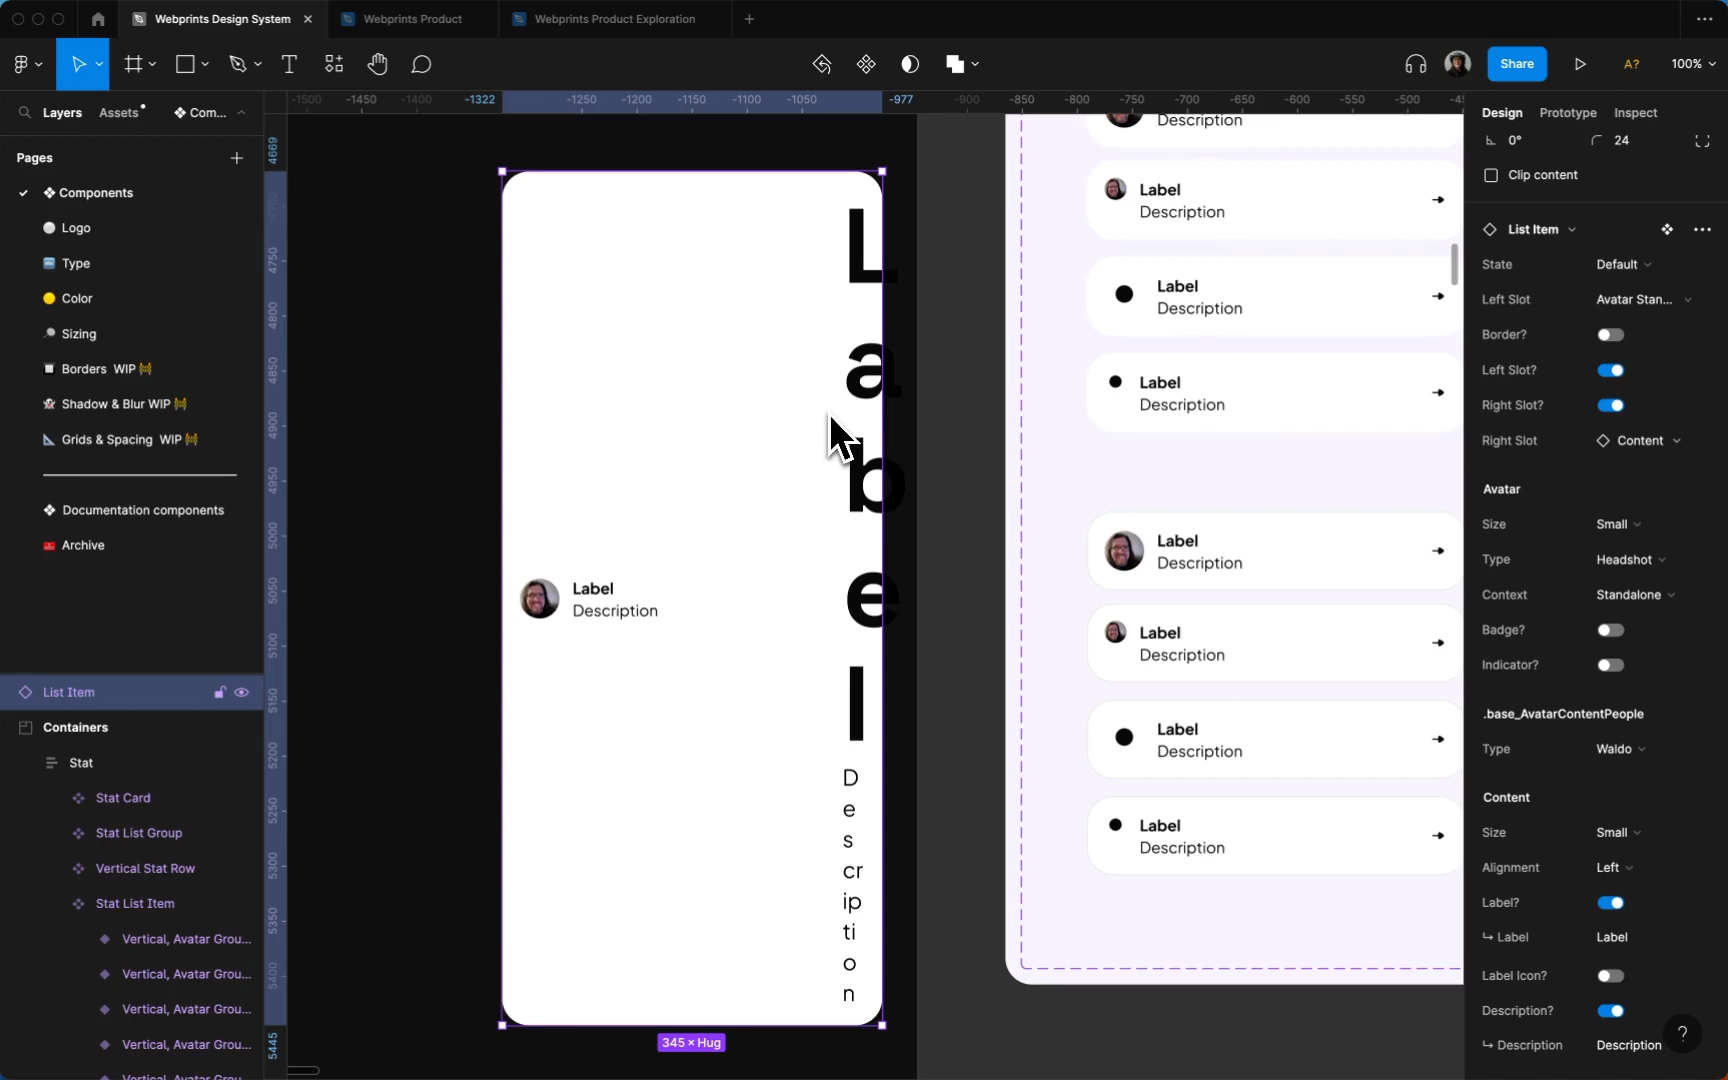 Webprints Design System
Webprints Product
Webprints Product Exploration
Share
A?
100%
Layers
Assets
Com...
Pages
Components
Logo
Type
Color
Sizing
Borders WIP
Shadow & Blur WIP
Grids & Spacing WIP
Documentation components
Archive
List Item
Containers
Stat
Stat Card
Stat List Group
Vertical Stat Row
Stat List Item
Vertical, Avatar Grou...
Vertical, Avatar Grou...
Vertical, Avatar Grou...
Vertical, Avatar Grou...
Vertical, Avatar Grou...
-1500 -1450 -1400 -1322 -1250 -1200 -1150 -1100 -1050 -977 -900 -850 -800 -750 -700 -650 -600 -550 -500
4669
4750
4800
4850
4900
4950
5000
5050
5100
5150
5200
5250
5300
5350
5400
5445
Label
Description
L
a
b
e
l
D
e
s
cr
ip
ti
o
n
345 × Hug
Description
Label
Description
Label
Description
Label
Description
Label
Description
Label
Description
Label
Description
Label
Description
Design
Prototype
Inspect
0°
24
Clip content
List Item
State Default
Left Slot Avatar Stan...
Border?
Left Slot?
Right Slot?
Right Slot Content
Avatar
Size Small
Type Headshot
Context Standalone
Badge?
Indicator?
.base_AvatarContentPeople
Type Waldo
Content
Size Small
Alignment Left
Label?
Label Label
Label Icon?
Description?
Description Description
?